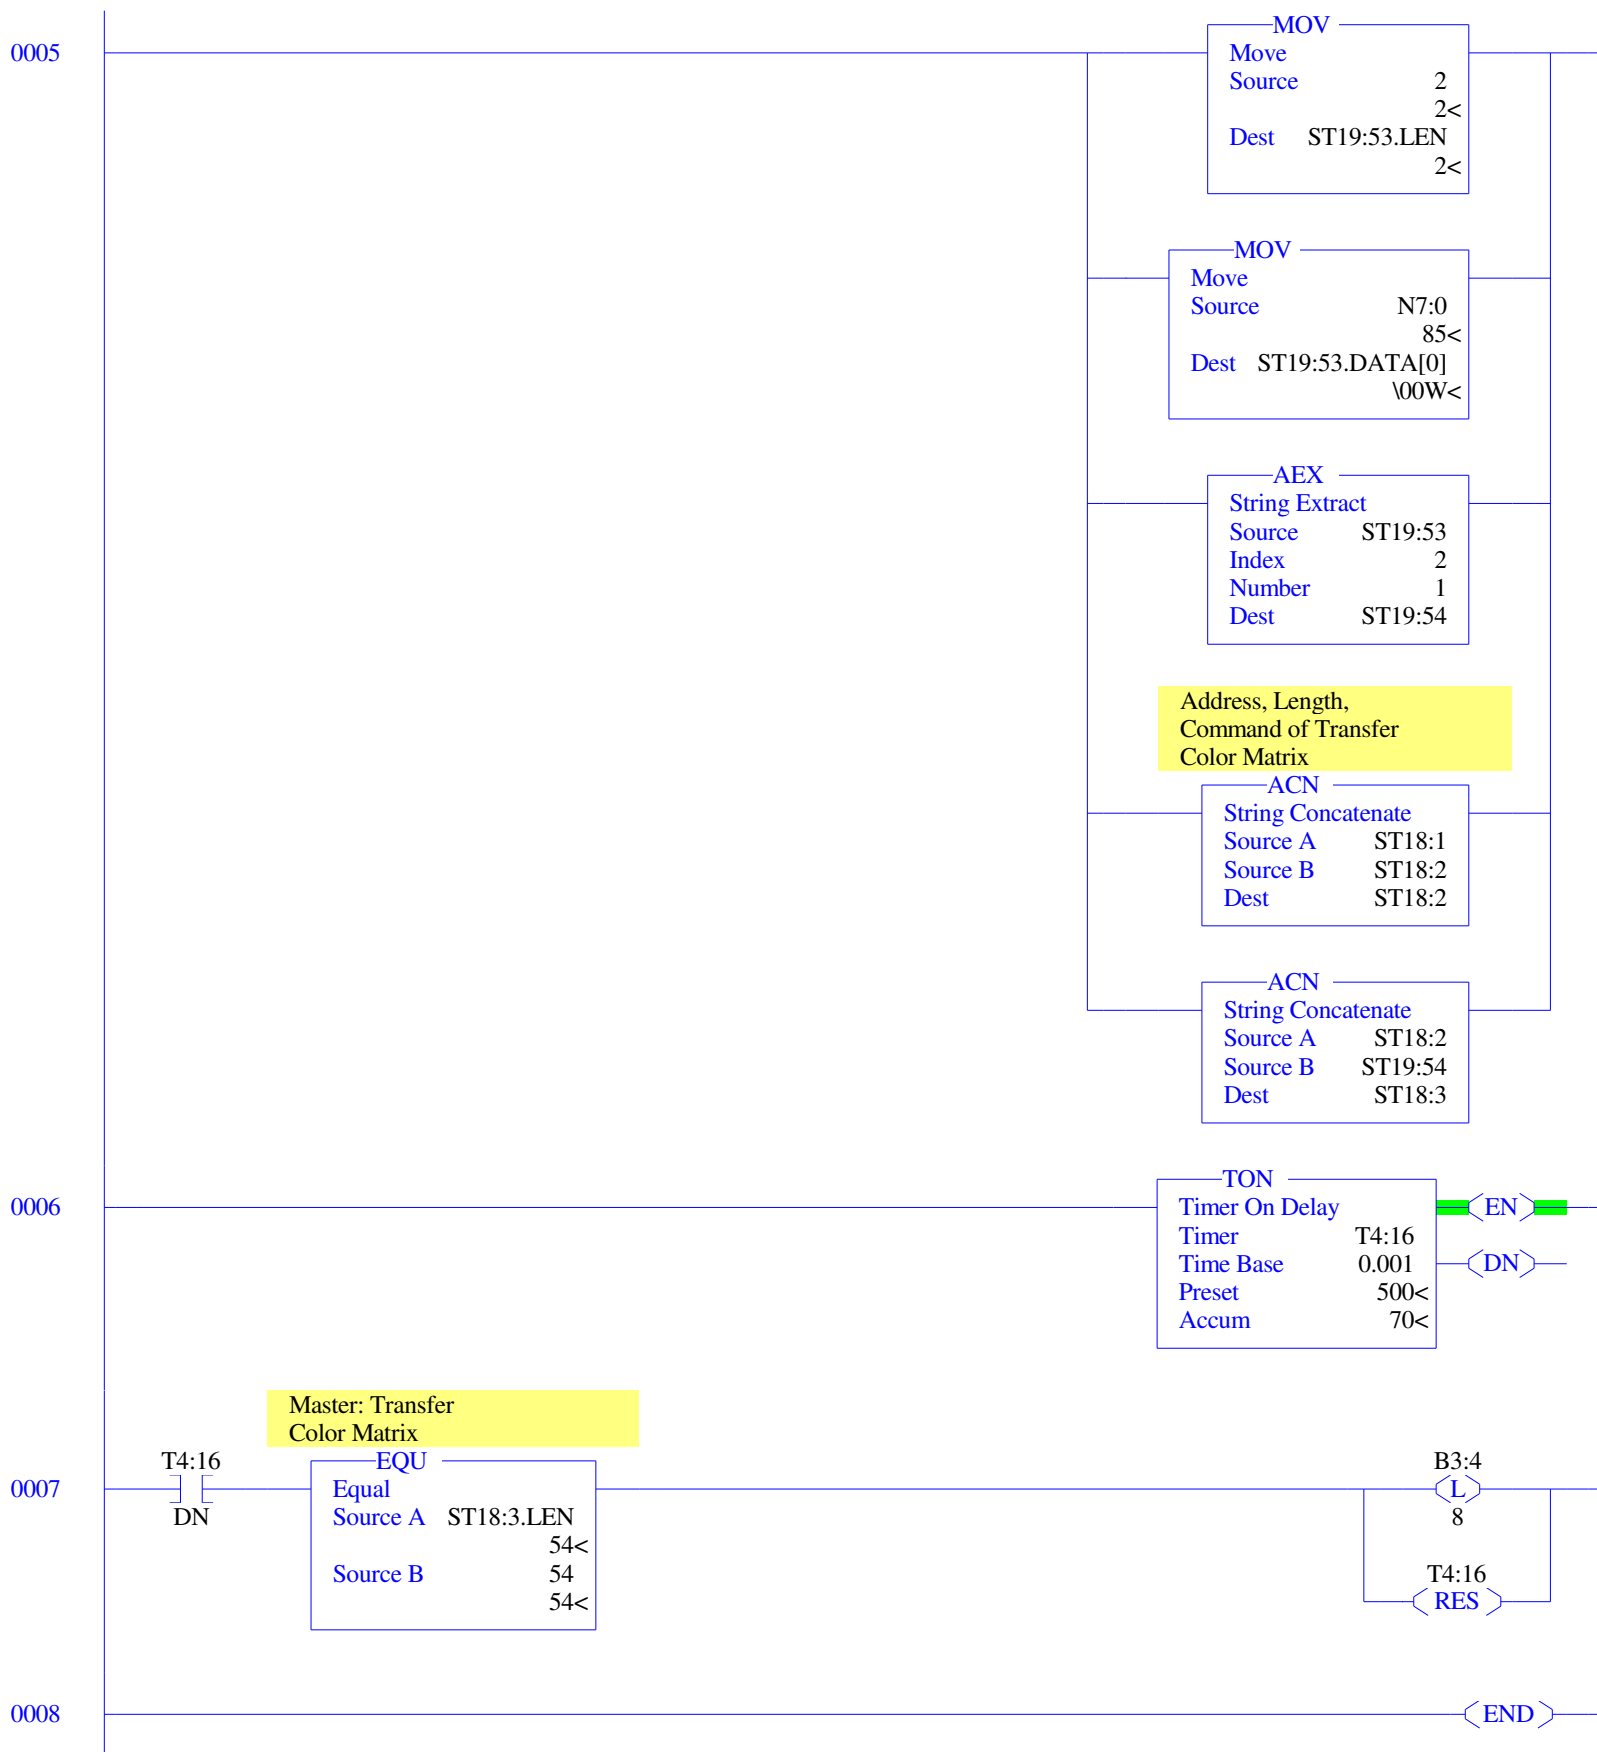 0005
MOV
Move
Source 2
2<
Dest ST19:53.LEN
2<
MOV
Move
Source N7:0
85<
Dest ST19:53.DATA[0]
\00W<
AEX
String Extract
Source ST19:53
Index 2
Number 1
Dest ST19:54
Address, Length,
Command of Transfer
Color Matrix
ACN
String Concatenate
Source A ST18:1
Source B ST18:2
Dest ST18:2
ACN
String Concatenate
Source A ST18:2
Source B ST19:54
Dest ST18:3
0006
TON
Timer On Delay
Timer T4:16
Time Base 0.001
Preset 500<
Accum 70<
EN
DN
0007
T4:16
DN
Master: Transfer
Color Matrix
EQU
Equal
Source A ST18:3.LEN
54<
Source B 54
54<
B3:4
L
8
T4:16
RES
0008
END